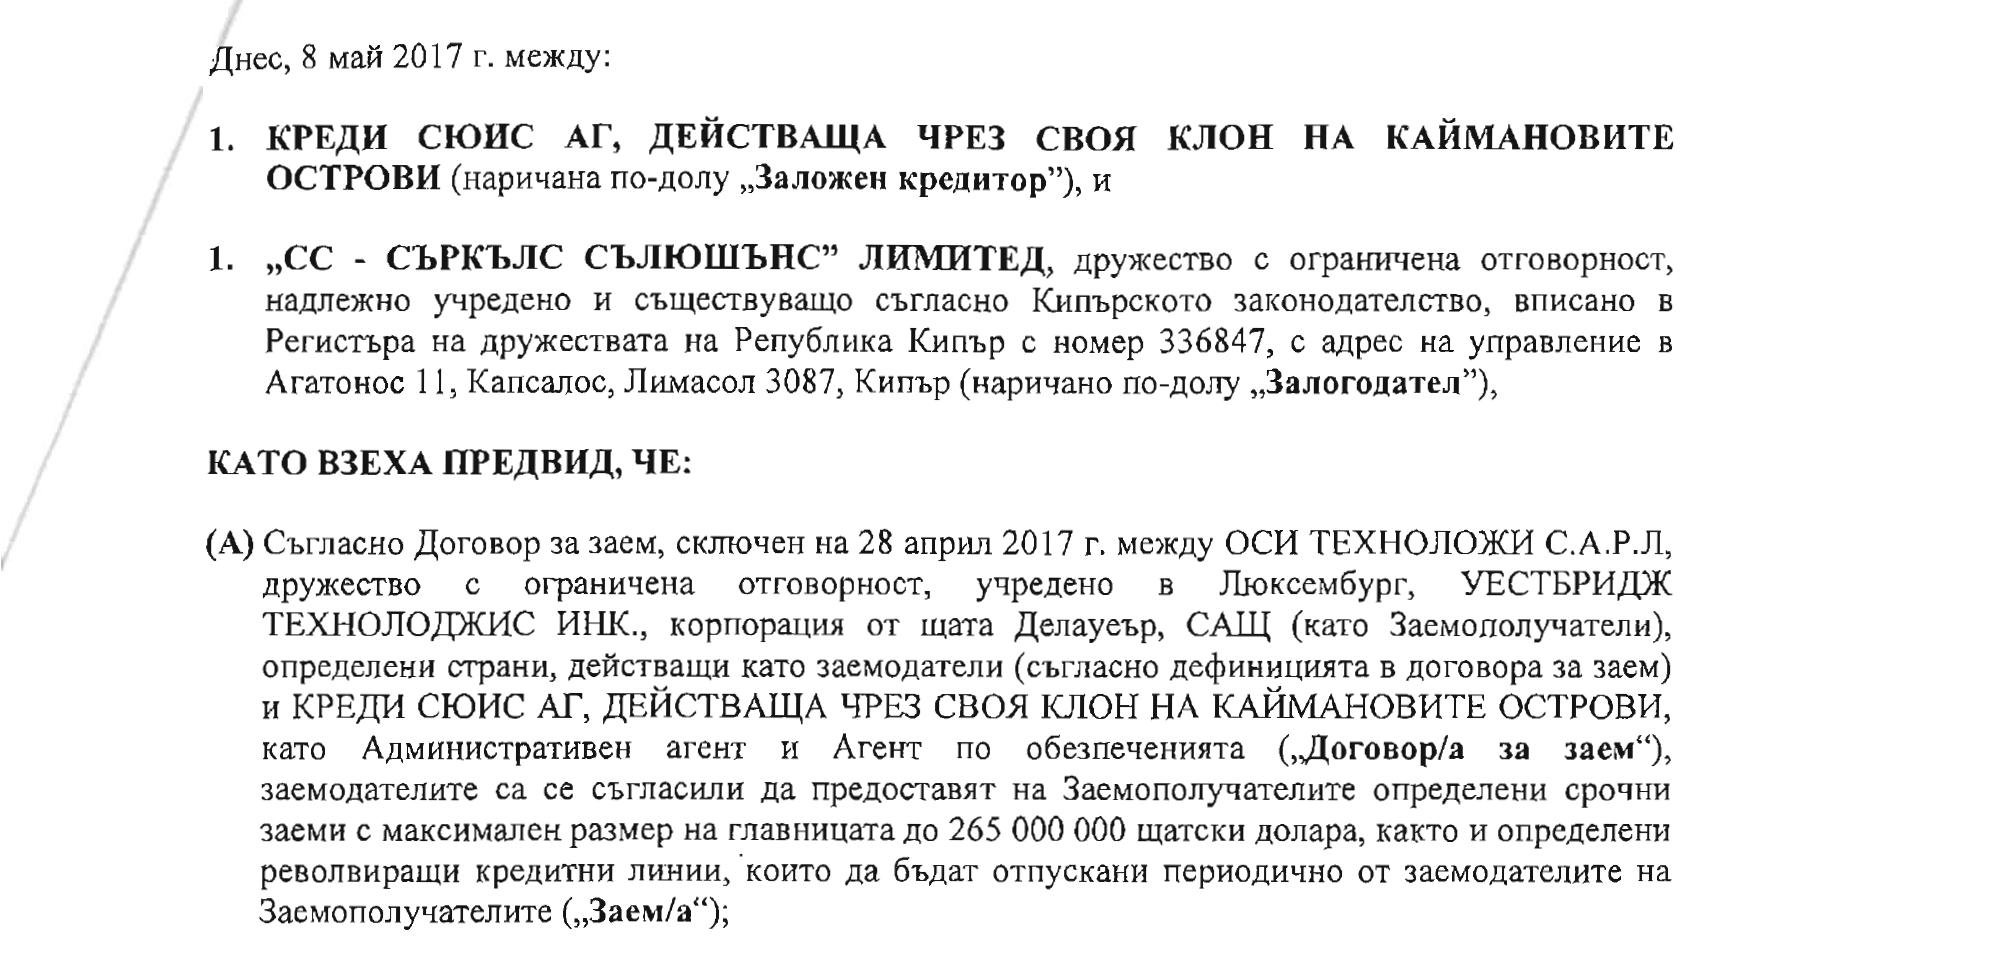 Днес, 8 май 2017 г. между:
1. КРЕДИ СЮИС АГ, ДЕЙСТВАЩА ЧРЕЗ СВОЯ КЛОН НА КАЙМАНОВИТЕ
ОСТРОВИ (наричана по-долу „Заложен кредитор”), и
1. „СС - СЪРКЪЛС СЪЛЮШЪНС” ЛИМИТЕД, дружество с ограничена отговорност,
надлежно учредено и съществуващо съгласно Кипърското законодателство, вписано в
Регистъра на дружествата на Република Кипър с номер 336847, с адрес на управление в
Агатонос 11, Капсалос, Лимасол 3087, Кипър (наричано по-долу „Залогодател”),
КАТО ВЗЕХА ПРЕДВИД, ЧЕ:
(А) Съгласно Договор за заем, сключен на 28 април 2017 г. между ОСИ ТЕХНОЛОЖИ С.А.Р.Л,
дружество с ограничена отговорност, учредено в Люксембург, УЕСТБРИДЖ
ТЕХНОЛОДЖИС ИНК., корпорация от щата Делауеър, САЩ (като Заемополучатели),
определени страни, действащи като заемодатели (съгласно дефиницията в договора за заем)
и КРЕДИ СЮИС АГ, ДЕЙСТВАЩА ЧРЕЗ СВОЯ КЛОН НА КАЙМАНОВИТЕ ОСТРОВИ,
като Административен агент и Агент по обезпеченията („Договор/а за заем“),
заемодателите са се съгласили да предоставят на Заемополучателите определени срочни
заеми с максимален размер на главницата до 265 000 000 щатски долара, както и определени
револвиращи кредитни линии, които да бъдат отпускани периодично от заемодателите на
Заемополучателите („Заем/а“);